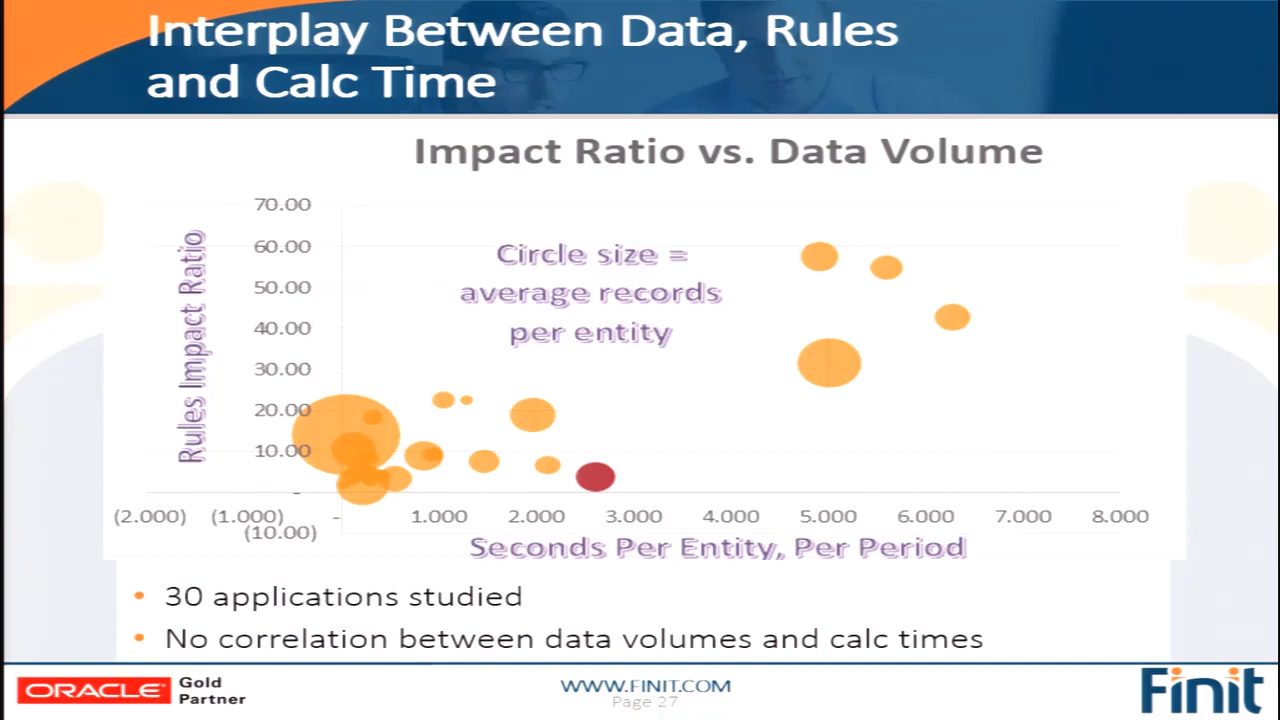 Interplay Between Data, Rules
and Calc Time
Impact Ratio vs. Data Volume
Rules Impact Ratio
70.00
60.00
50.00
40.00
30.00
20.00
10.00
-
(10.00)
Circle size =
average records
per entity
(2.000) (1.000) - 1.000 2.000 3.000 4.000 5.000 6.000 7.000 8.000
Seconds Per Entity, Per Period
• 30 applications studied
• No correlation between data volumes and calc times
ORACLE Gold
Partner
WWW.FINIT.COM
Page 27
Finit